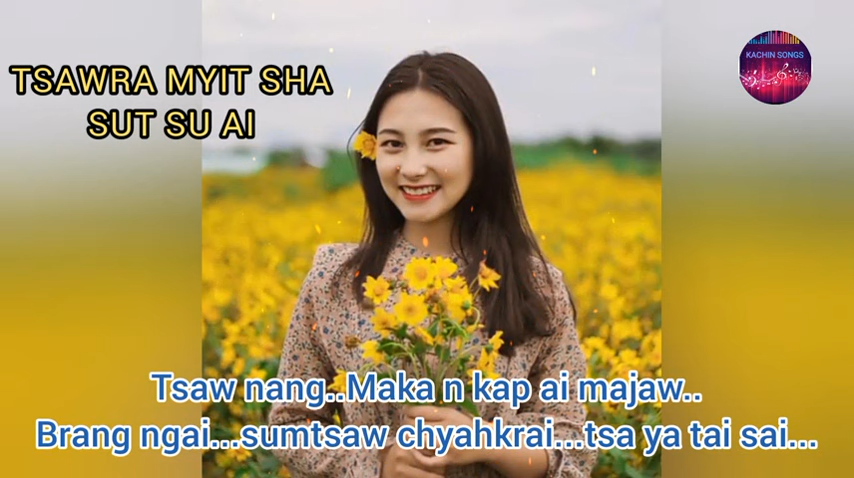 TSAWRA MYIT SHA
SUT SU AI
KACHIN SONGS
Tsaw nang..Maka n kap ai majaw..
Brang ngai...sumtsaw chyahkrai...tsa ya tai sai...